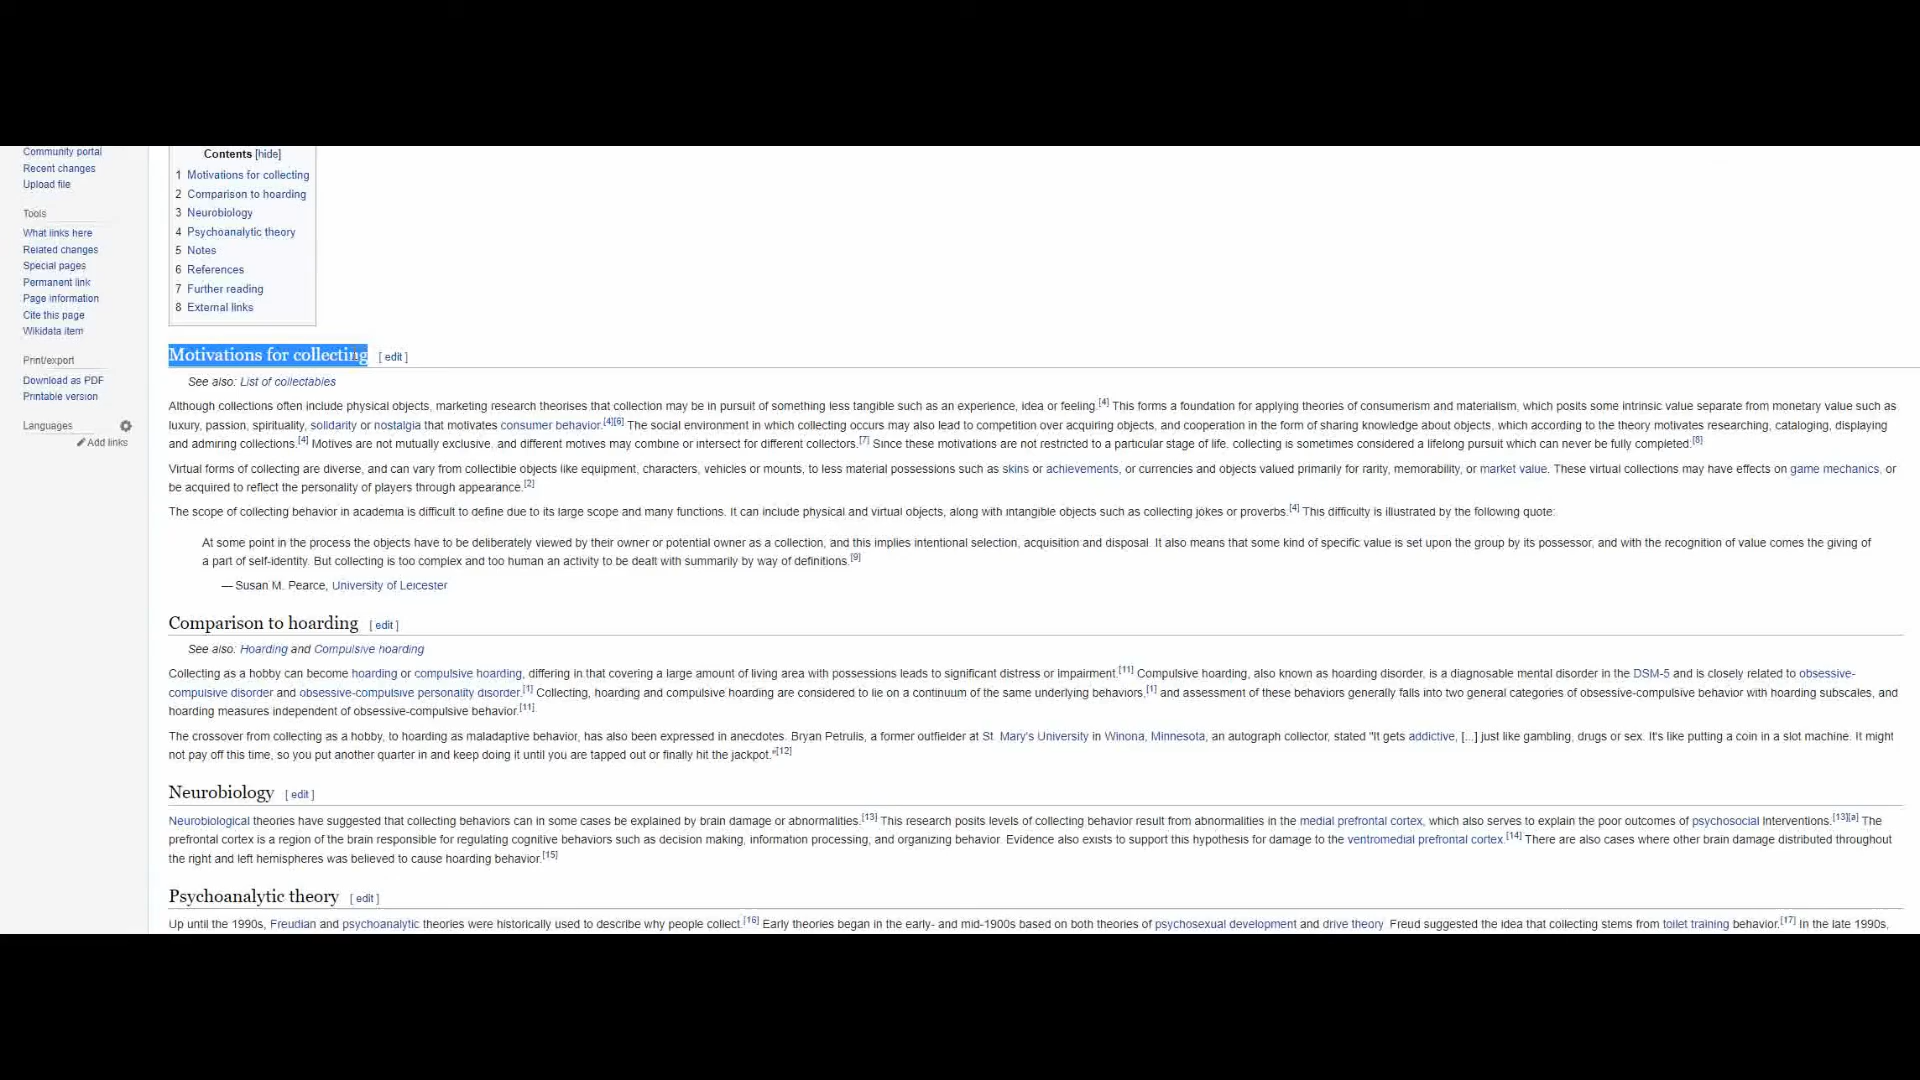 Community portal
Recent changes
Upload file
Tools
What links here
Related changes
Special pages
Permanent link
Page information
Cite this page
Wikidata item
Print/export
Download as PDF
Printable version
Languages
Add links
Contents [hide]
1 Motivations for collecting
2 Comparison to hoarding
3 Neurobiology
4 Psychoanalytic theory
5 Notes
6 References
7 Further reading
8 External links
Motivations for collecting [ edit ]
See also: List of collectables
Although collections often include physical objects, marketing research theorises that collection may be in pursuit of something less tangible such as an experience, idea or feeling.[4] This forms a foundation for applying theories of consumerism and materialism, which posits some intrinsic value separate from monetary value such as
luxury, passion, spirituality, solidarity or nostalgia that motivates consumer behavior.[4][6] The social environment in which collecting occurs may also lead to competition over acquiring objects, and cooperation in the form of sharing knowledge about objects, which according to the theory motivates researching, cataloging, displaying
and admiring collections.[4] Motives are not mutually exclusive, and different motives may combine or intersect for different collectors.[7] Since these motivations are not restricted to a particular stage of life, collecting is sometimes considered a lifelong pursuit which can never be fully completed.[8]
Virtual forms of collecting are diverse, and can vary from collectible objects like equipment, characters, vehicles or mounts, to less material possessions such as skins or achievements, or currencies and objects valued primarily for rarity, memorability, or market value. These virtual collections may have effects on game mechanics, or
be acquired to reflect the personality of players through appearance.[2]
The scope of collecting behavior in academia is difficult to define due to its large scope and many functions. It can include physical and virtual objects, along with intangible objects such as collecting jokes or proverbs.[4] This difficulty is illustrated by the following quote:
At some point in the process the objects have to be deliberately viewed by their owner or potential owner as a collection, and this implies intentional selection, acquisition and disposal. It also means that some kind of specific value is set upon the group by its possessor, and with the recognition of value comes the giving of
a part of self-identity. But collecting is too complex and too human an activity to be dealt with summarily by way of definitions.[9]
— Susan M. Pearce, University of Leicester
Comparison to hoarding [ edit ]
See also: Hoarding and Compulsive hoarding
Collecting as a hobby can become hoarding or compulsive hoarding, differing in that covering a large amount of living area with possessions leads to significant distress or impairment.[11] Compulsive hoarding, also known as hoarding disorder, is a diagnosable mental disorder in the DSM-5 and is closely related to obsessive-
compulsive disorder and obsessive-compulsive personality disorder.[1] Collecting, hoarding and compulsive hoarding are considered to lie on a continuum of the same underlying behaviors,[1] and assessment of these behaviors generally falls into two general categories of obsessive-compulsive behavior with hoarding subscales, and
hoarding measures independent of obsessive-compulsive behavior.[11]
The crossover from collecting as a hobby, to hoarding as maladaptive behavior, has also been expressed in anecdotes. Bryan Petrulis, a former outfielder at St. Mary's University in Winona, Minnesota, an autograph collector, stated "It gets addictive, [...] just like gambling, drugs or sex. It's like putting a coin in a slot machine. It might
not pay off this time, so you put another quarter in and keep doing it until you are tapped out or finally hit the jackpot."[12]
Neurobiology [ edit ]
Neurobiological theories have suggested that collecting behaviors can in some cases be explained by brain damage or abnormalities.[13] This research posits levels of collecting behavior result from abnormalities in the medial prefrontal cortex, which also serves to explain the poor outcomes of psychosocial interventions.[13][a] The
prefrontal cortex is a region of the brain responsible for regulating cognitive behaviors such as decision making, information processing, and organizing behavior. Evidence also exists to support this hypothesis for damage to the ventromedial prefrontal cortex.[14] There are also cases where other brain damage distributed throughout
the right and left hemispheres was believed to cause hoarding behavior.[15]
Psychoanalytic theory [ edit ]
Up until the 1990s, Freudian and psychoanalytic theories were historically used to describe why people collect.[16] Early theories began in the early- and mid-1900s based on both theories of psychosexual development and drive theory. Freud suggested the idea that collecting stems from toilet training behavior.[17] In the late 1990s,